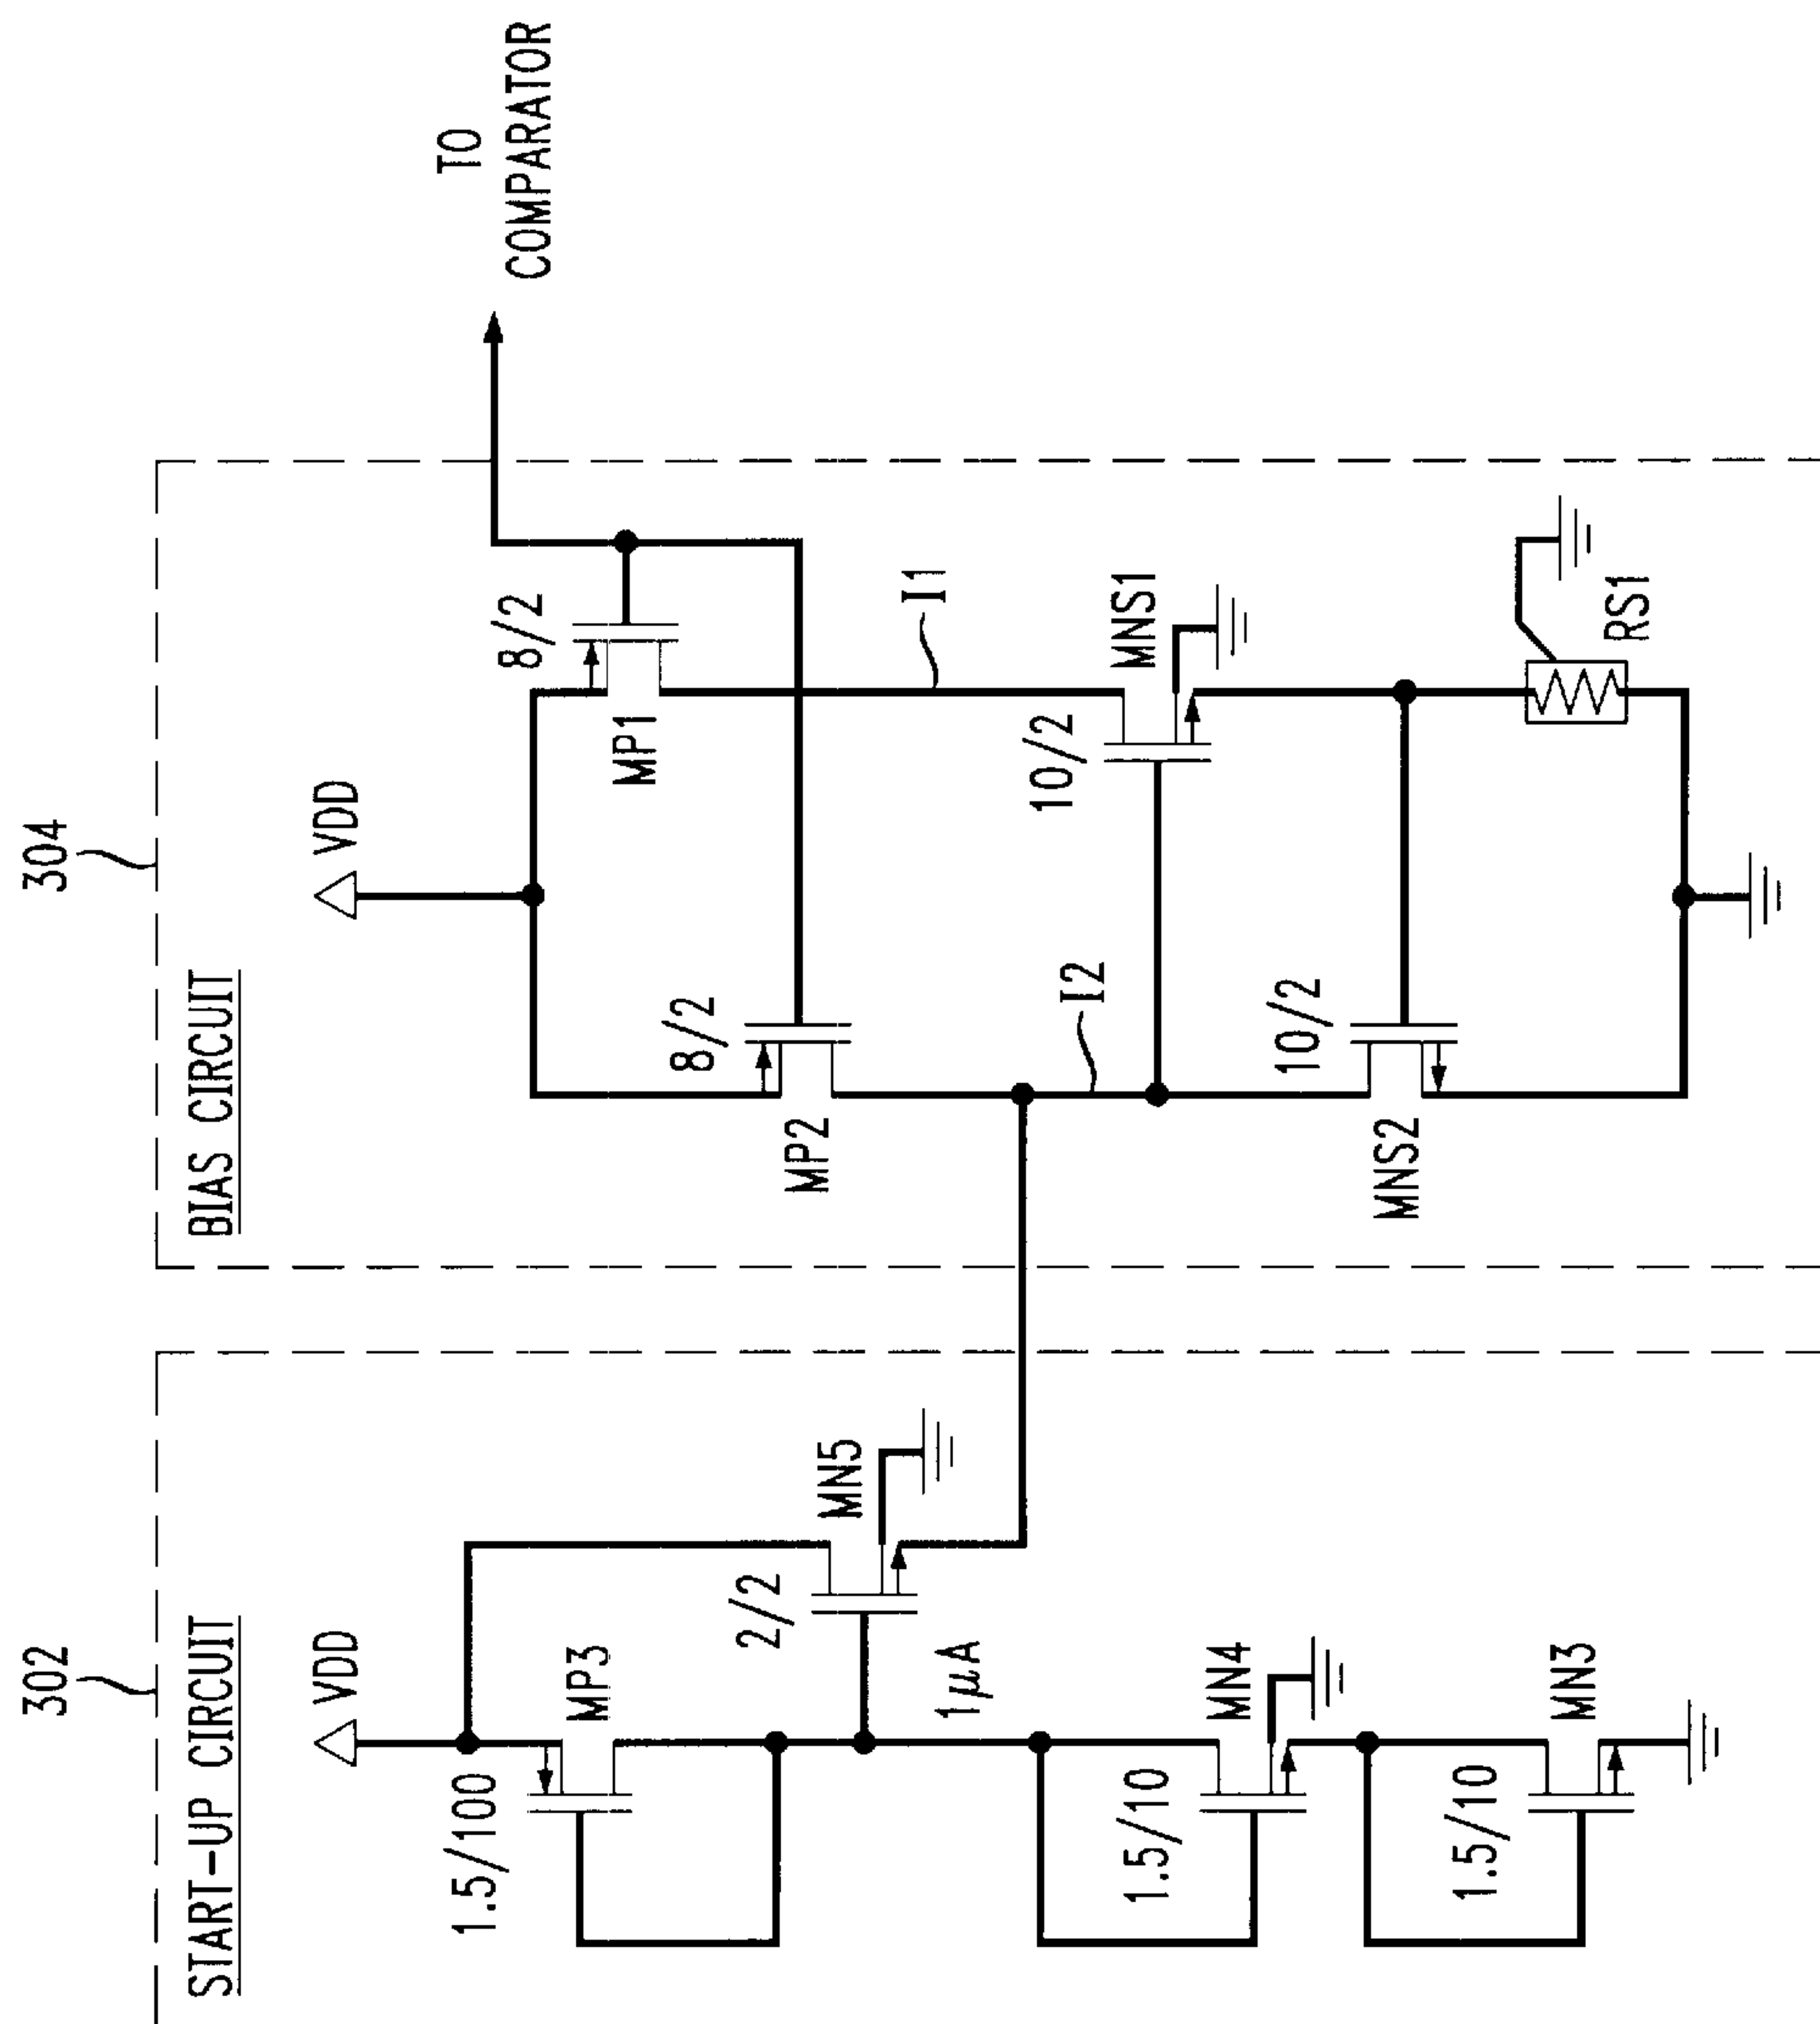 302
START-UP CIRCUIT
VDD
1.5/100
MP3
2/2
MN5
1μA
1.5/10
MN4
1.5/10
MN3
304
BIAS CIRCUIT
VDD
8/2
MP2
8/2
MP1
TO
COMPARATOR
I1
I2
10/2
MNS1
10/2
MNS2
RS1